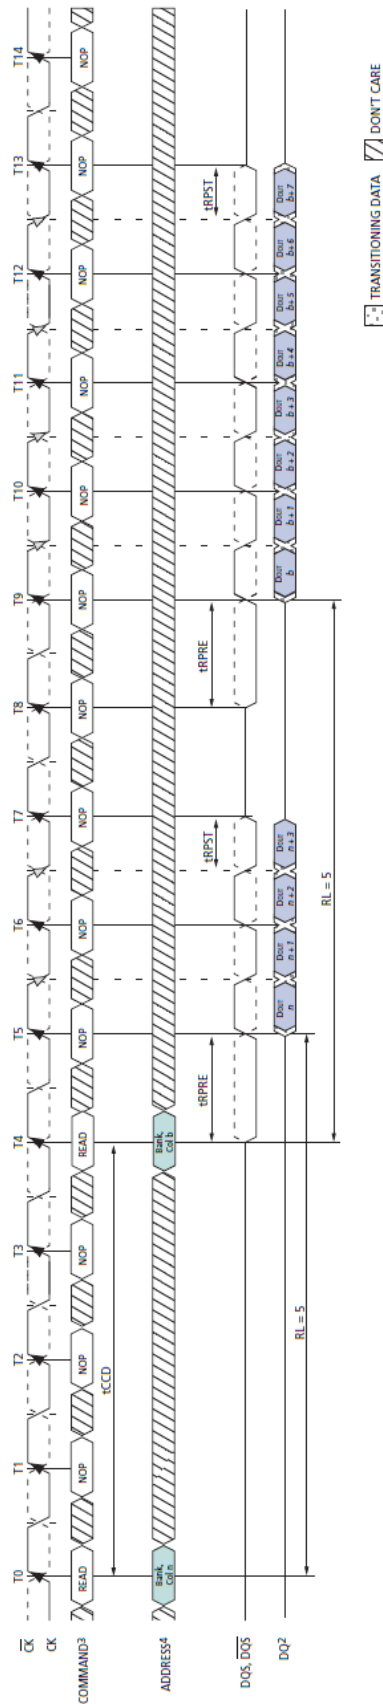 T0 T1 T2 T3 T4 T5 T6 T7 T8 T9 T10 T11 T12 T13 T14
CK
CK
COMMAND3 READ NOP NOP NOP READ NOP NOP NOP NOP NOP NOP NOP NOP NOP NOP
tCCD
ADDRESS4 Bank, Col n Bank, Col b
tRPRE tRPST tRPRE tRPST
DQS, DQS
DQ2 DOUT n DOUT n + 1 DOUT n + 2 DOUT n + 3 DOUT b DOUT b + 1 DOUT b + 2 DOUT b + 3 DOUT b + 4 DOUT b + 5 DOUT b + 6 DOUT b + 7
RL = 5
RL = 5
TRANSITIONING DATA DON'T CARE